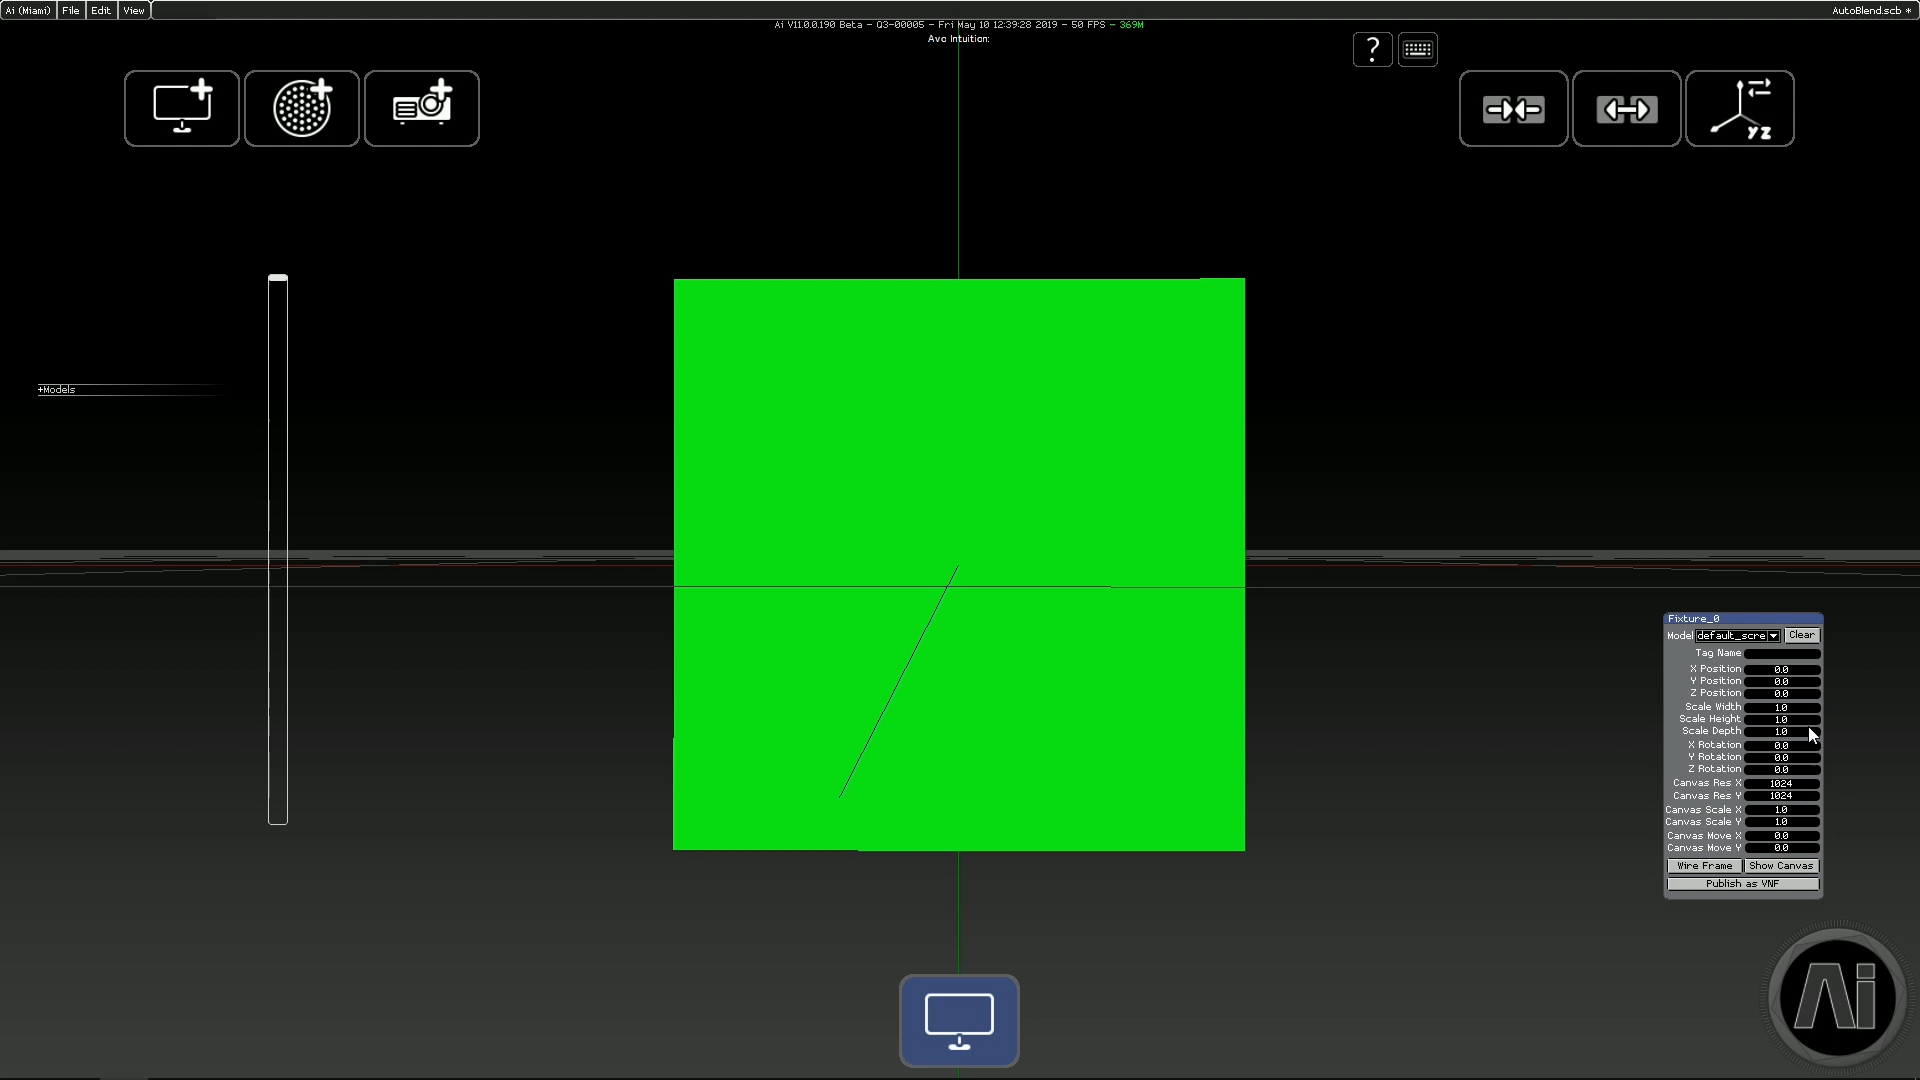 Ai (Miami) File Edit View AutoBlend.scb *
Ai V11.0.0.190 Beta - Q3-00005 - Fri May 10 12:39:28 2019 - 50 FPS - 369M
Avo Intuition:
?
YZ
+Models
Fixture_0
Model default_scre Clear
Tag Name
X Position 0.0
Y Position 0.0
Z Position 0.0
Scale Width 1.0
Scale Height 1.0
Scale Depth 1.0
X Rotation 0.0
Y Rotation 0.0
Z Rotation 0.0
Canvas Res X 1024
Canvas Res Y 1024
Canvas Scale X 1.0
Canvas Scale Y 1.0
Canvas Move X 0.0
Canvas Move Y 0.0
Wire Frame Show Canvas
Publish as VNF
Ai